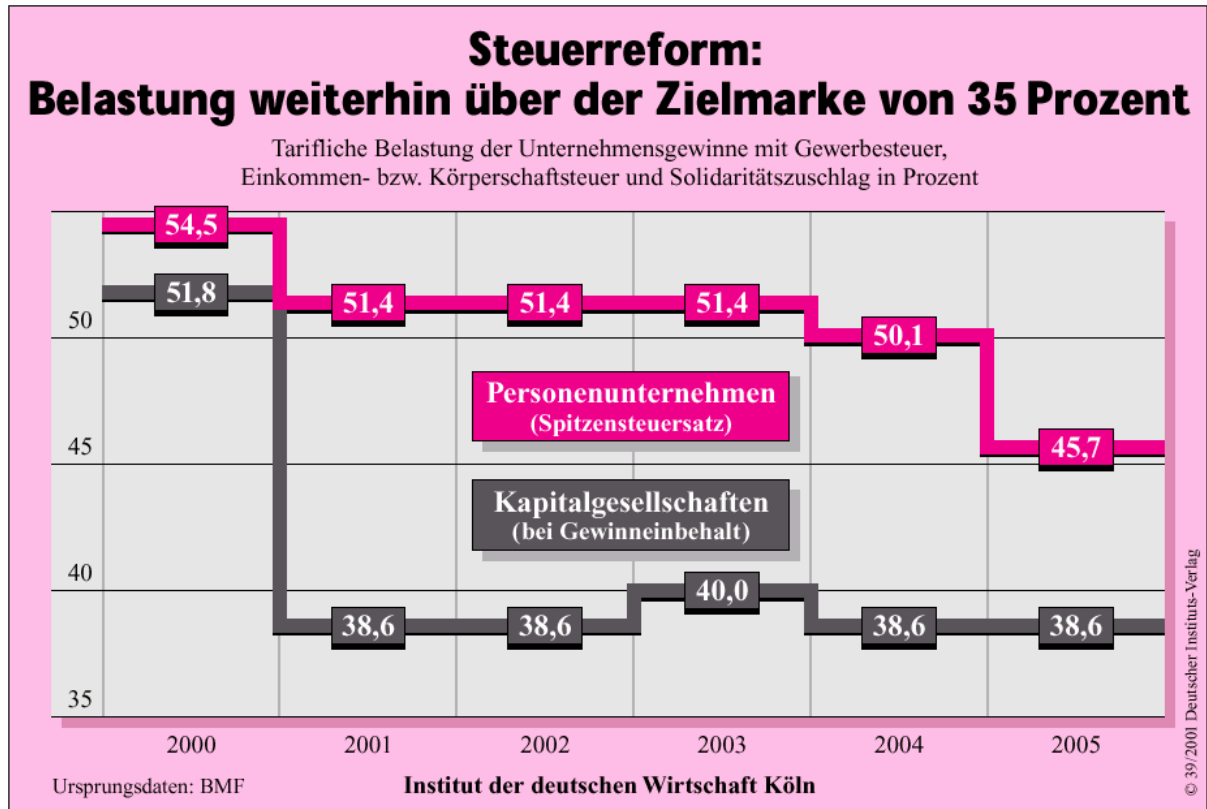 Steuerreform:
Belastung weiterhin über der Zielmarke von 35 Prozent
Tarifliche Belastung der Unternehmensgewinne mit Gewerbesteuer,
Einkommen- bzw. Körperschaftsteuer und Solidaritätszuschlag in Prozent
54,5
51,8
51,4
51,4
51,4
50
50,1
Personenunternehmen
(Spitzensteuersatz)
45
45,7
Kapitalgesellschaften
(bei Gewinneinbehalt)
40
40,0
38,6
38,6
38,6
38,6
35
2000
2001
2002
2003
2004
2005
Ursprungsdaten: BMF
Institut der deutschen Wirtschaft Köln
© 39/2001 Deutscher Instituts-Verlag